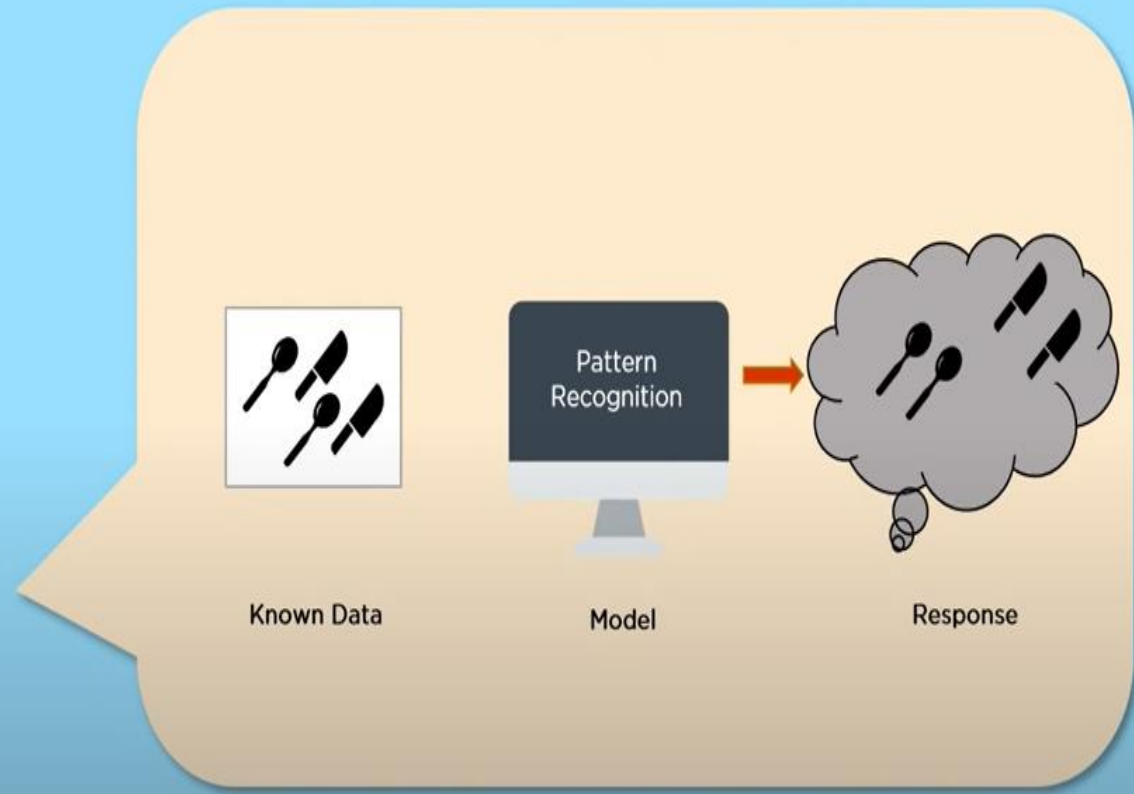 Pattern
Recognition
Known Data
Model
Response